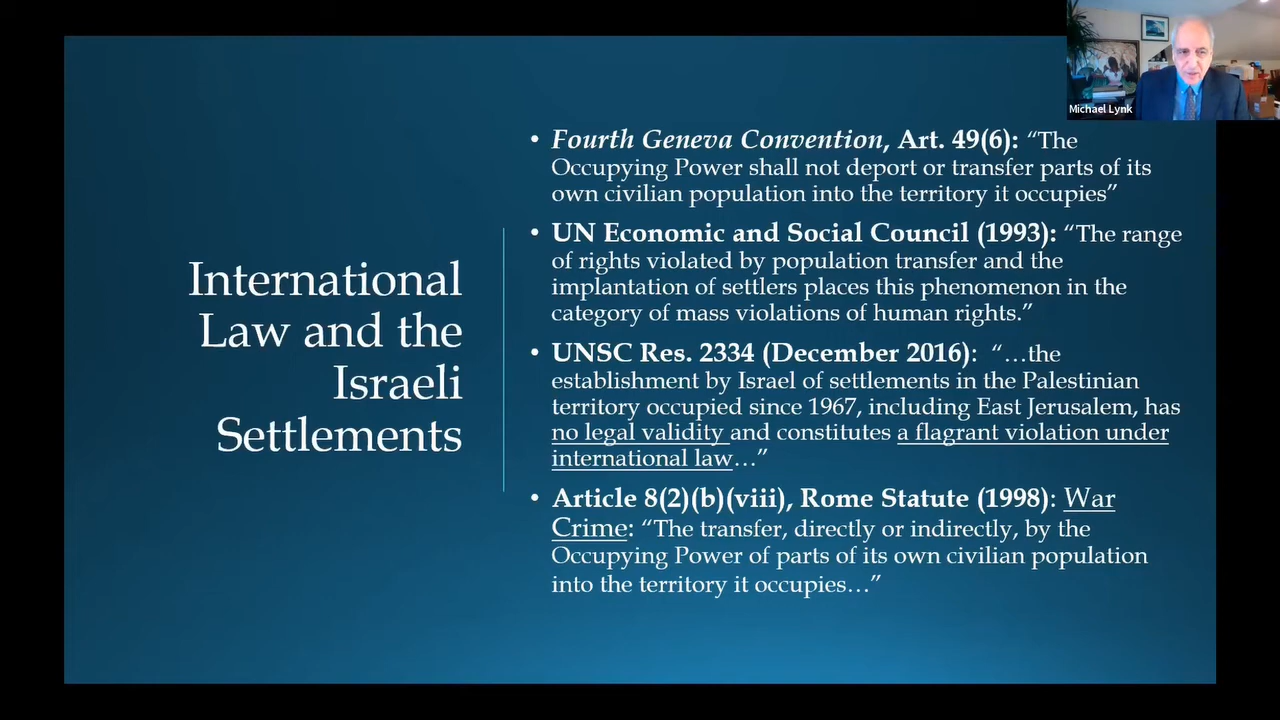 Michael Lynk
International
Law and the
Israeli
Settlements
• Fourth Geneva Convention, Art. 49(6): “The
Occupying Power shall not deport or transfer parts of its
own civilian population into the territory it occupies”
• UN Economic and Social Council (1993): “The range
of rights violated by population transfer and the
implantation of settlers places this phenomenon in the
category of mass violations of human rights.”
• UNSC Res. 2334 (December 2016): “…the
establishment by Israel of settlements in the Palestinian
territory occupied since 1967, including East Jerusalem, has
no legal validity and constitutes a flagrant violation under
international law…”
• Article 8(2)(b)(viii), Rome Statute (1998): War
Crime: “The transfer, directly or indirectly, by the
Occupying Power of parts of its own civilian population
into the territory it occupies…”